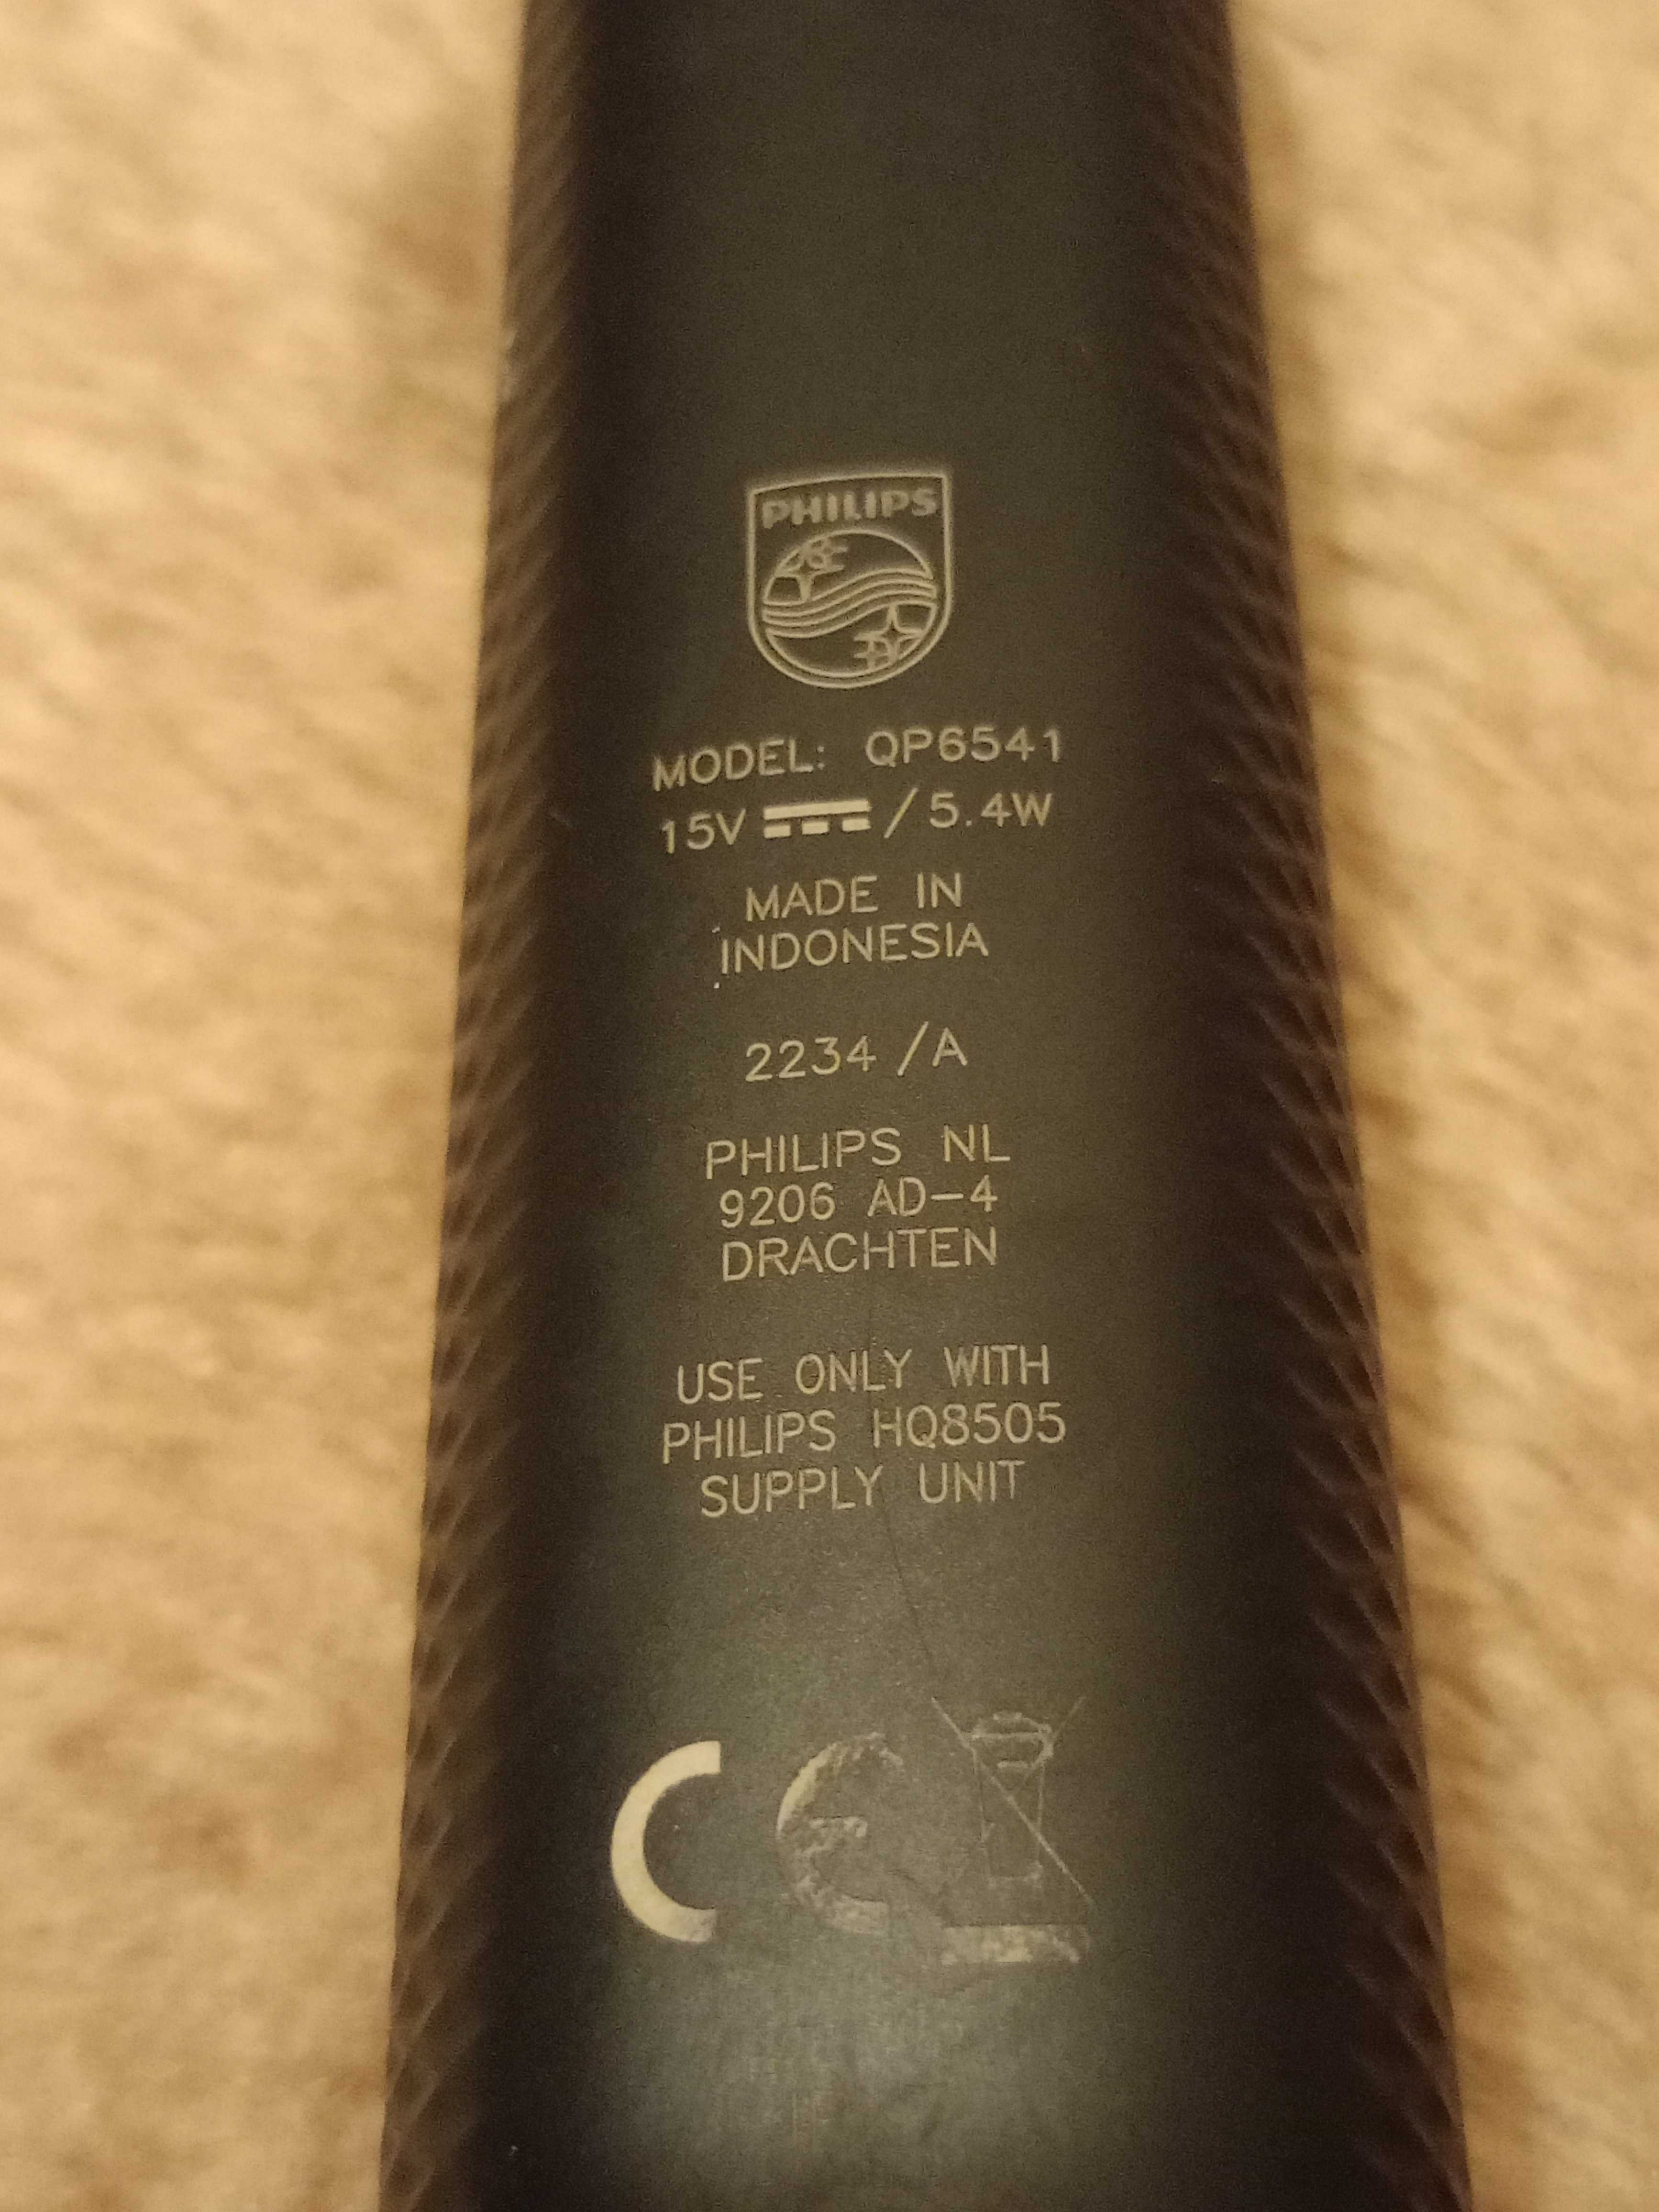 PHILIPS
MODEL: QP6541
15V ⎓ / 5.4W
MADE IN
INDONESIA
2234 /A
PHILIPS NL
9206 AD-4
DRACHTEN
USE ONLY WITH
PHILIPS HQ8505
SUPPLY UNIT
CE